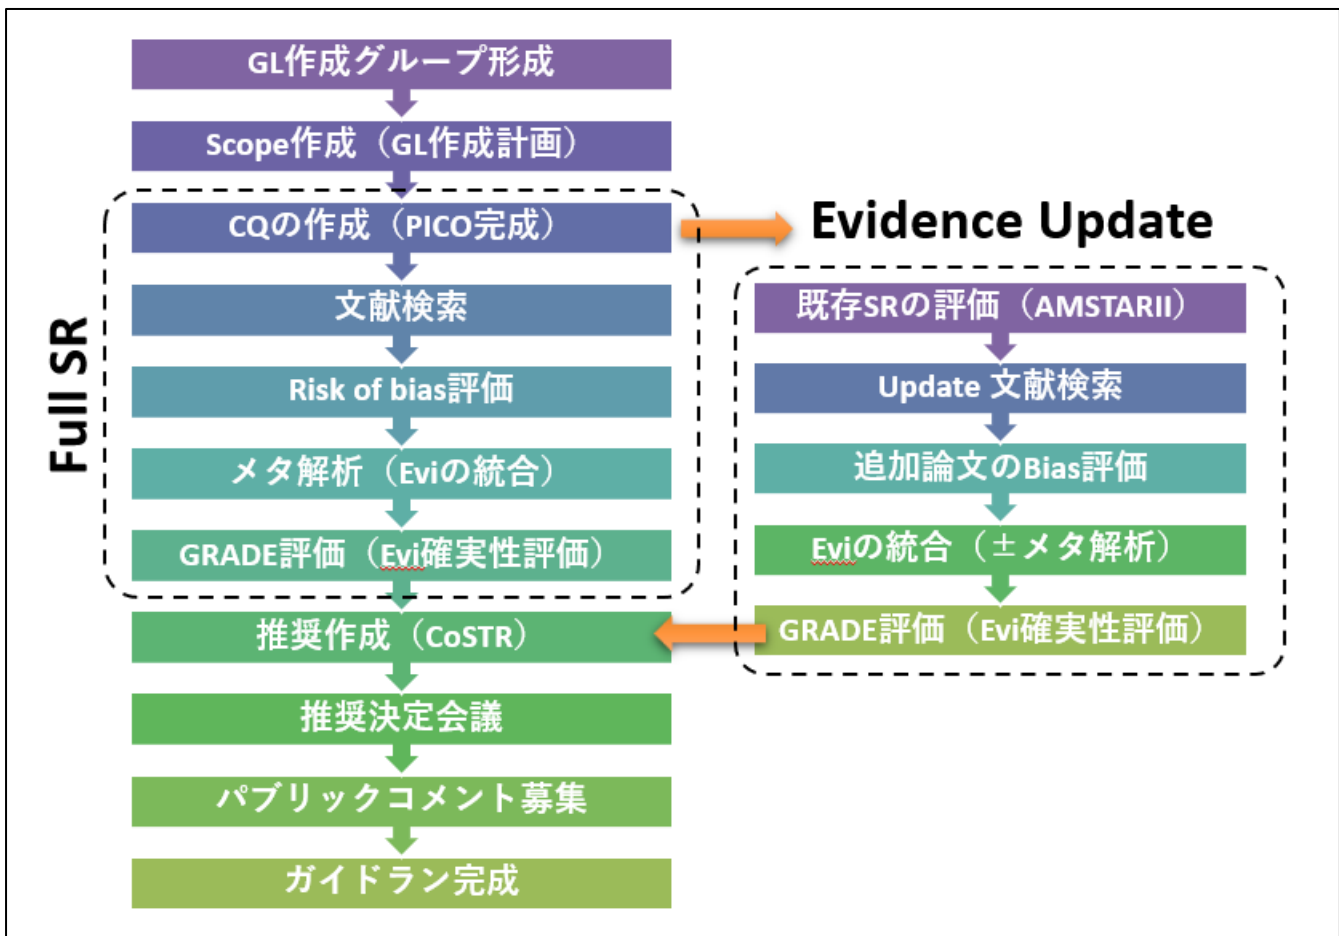 GL作成グループ形成
Scope作成（GL作成計画）
Full SR
CQの作成（PICO完成）
文献検索
Risk of bias評価
メタ解析（Eviの統合）
GRADE評価（Evi確実性評価）
推奨作成（CoSTR）
推奨決定会議
パブリックコメント募集
ガイドラン完成
Evidence Update
既存SRの評価（AMSTARII）
Update 文献検索
追加論文のBias評価
Eviの統合（±メタ解析）
GRADE評価（Evi確実性評価）